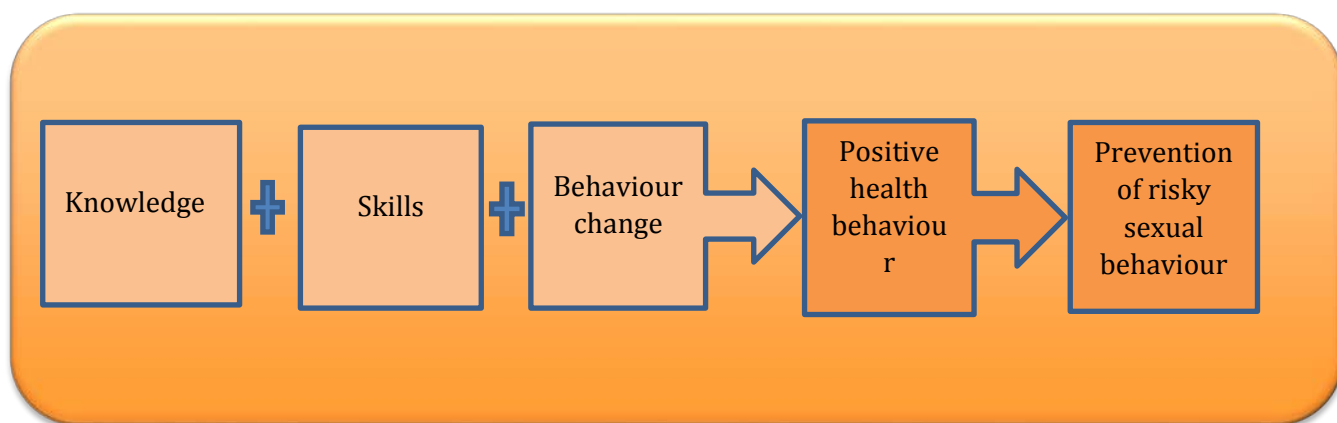 Knowledge
Skills
Behaviour
change
Positive
health
behaviou
r
Prevention
of risky
sexual
behaviour